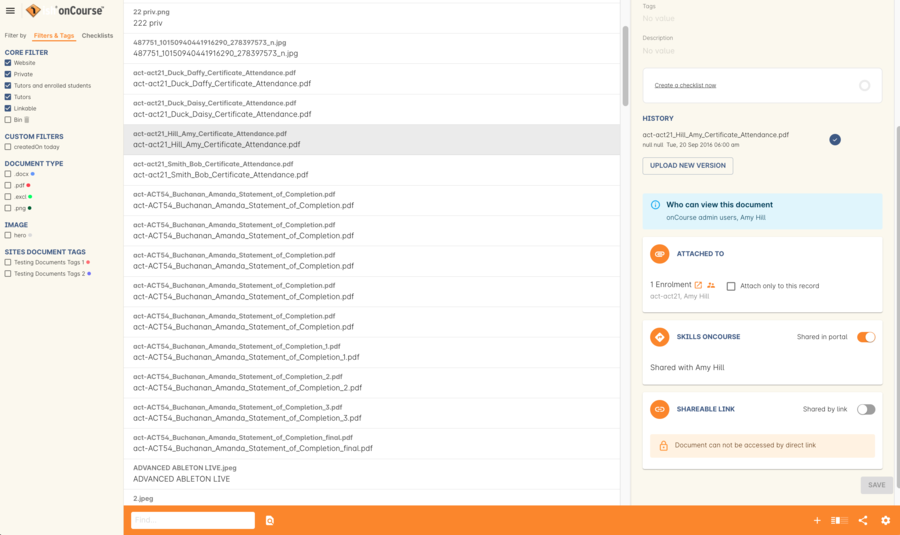 onCourse
Filter by Filters & Tags Checklists
CORE FILTER
Website
Private
Tutors and enrolled students
Tutors
Linkable
Bin
CUSTOM FILTERS
createdOn today
DOCUMENT TYPE
.docx
.pdf
.excl
.png
IMAGE
hero
SITES DOCUMENT TAGS
Testing Documents Tags 1
Testing Documents Tags 2
22 priv.png
222 priv
487751_10150940441916290_278397573_n.jpg
487751_10150940441916290_278397573_n.jpg
act-act21_Duck_Daffy_Certificate_Attendance.pdf
act-act21_Duck_Daffy_Certificate_Attendance.pdf
act-act21_Duck_Daisy_Certificate_Attendance.pdf
act-act21_Duck_Daisy_Certificate_Attendance.pdf
act-act21_Hill_Amy_Certificate_Attendance.pdf
act-act21_Hill_Amy_Certificate_Attendance.pdf
act-act21_Smith_Bob_Certificate_Attendance.pdf
act-act21_Smith_Bob_Certificate_Attendance.pdf
act-ACT54_Buchanan_Amanda_Statement_of_Completion.pdf
act-ACT54_Buchanan_Amanda_Statement_of_Completion.pdf
act-ACT54_Buchanan_Amanda_Statement_of_Completion.pdf
act-ACT54_Buchanan_Amanda_Statement_of_Completion.pdf
act-ACT54_Buchanan_Amanda_Statement_of_Completion.pdf
act-ACT54_Buchanan_Amanda_Statement_of_Completion.pdf
act-ACT54_Buchanan_Amanda_Statement_of_Completion.pdf
act-ACT54_Buchanan_Amanda_Statement_of_Completion.pdf
act-ACT54_Buchanan_Amanda_Statement_of_Completion.pdf
act-ACT54_Buchanan_Amanda_Statement_of_Completion.pdf
act-ACT54_Buchanan_Amanda_Statement_of_Completion_1.pdf
act-ACT54_Buchanan_Amanda_Statement_of_Completion_1.pdf
act-ACT54_Buchanan_Amanda_Statement_of_Completion_2.pdf
act-ACT54_Buchanan_Amanda_Statement_of_Completion_2.pdf
act-ACT54_Buchanan_Amanda_Statement_of_Completion_3.pdf
act-ACT54_Buchanan_Amanda_Statement_of_Completion_3.pdf
act-ACT54_Buchanan_Amanda_Statement_of_Completion_final.pdf
act-ACT54_Buchanan_Amanda_Statement_of_Completion_final.pdf
ADVANCED ABLETON LIVE.jpeg
ADVANCED ABLETON LIVE
2.jpeg
Find...
Tags
No value
Description
No value
Create a checklist now
HISTORY
act-act21_Hill_Amy_Certificate_Attendance.pdf
null null Tue, 20 Sep 2016 06:00 am
UPLOAD NEW VERSION
Who can view this document
onCourse admin users, Amy Hill
ATTACHED TO
1 Enrolment Attach only to this record
act-act21, Amy Hill
SKILLS ONCOURSE Shared in portal
Shared with Amy Hill
SHAREABLE LINK Shared by link
Document can not be accessed by direct link
SAVE